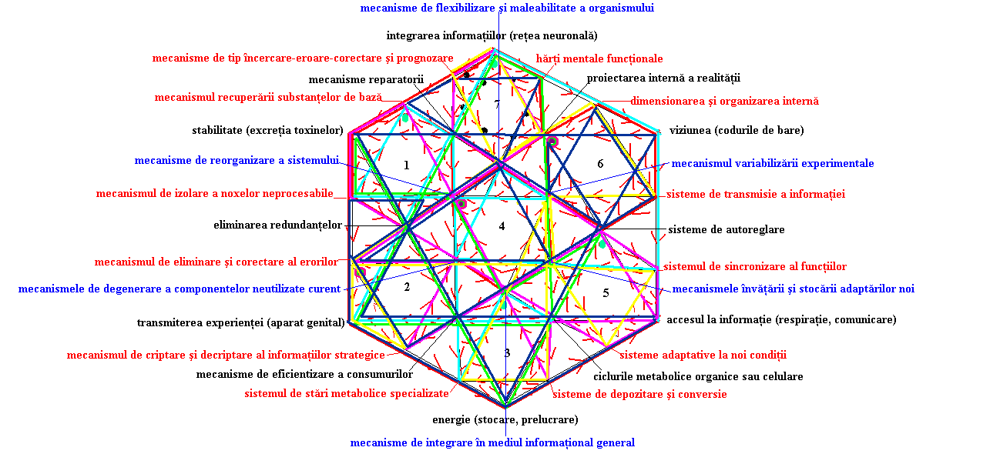 mecanisme de flexibilizare și maleabilitate a organismului
integrarea informațiilor (rețea neuronală)
mecanisme de tip încercare-eroare-corectare și prognozare
hărți mentale funcționale
mecanisme reparatorii
proiectarea internă a realității
mecanismul recuperării substanțelor de bază
dimensionarea și organizarea internă
7
stabilitate (excreția toxinelor)
viziunea (codurile de bare)
mecanisme de reorganizare a sistemului
1
6
mecanismul variabilizării experimentale
mecanismul de izolare a noxelor neprocesabile
sisteme de transmisie a informației
eliminarea redundanțelor
4
sisteme de autoreglare
mecanismul de eliminare și corectare al erorilor
sistemul de sincronizare al funcțiilor
mecanismele de degenerare a componentelor neutilizate curent
2
5
mecanismele învățării și stocării adaptărilor noi
transmiterea experienței (aparat genital)
accesul la informație (respirație, comunicare)
mecanismul de criptare și decriptare al informațiilor strategice
3
sisteme adaptative la noi condiții
mecanisme de eficientizare a consumurilor
ciclurile metabolice organice sau celulare
sistemul de stări metabolice specializate
sisteme de depozitare și conversie
energie (stocare, prelucrare)
mecanisme de integrare în mediul informațional general